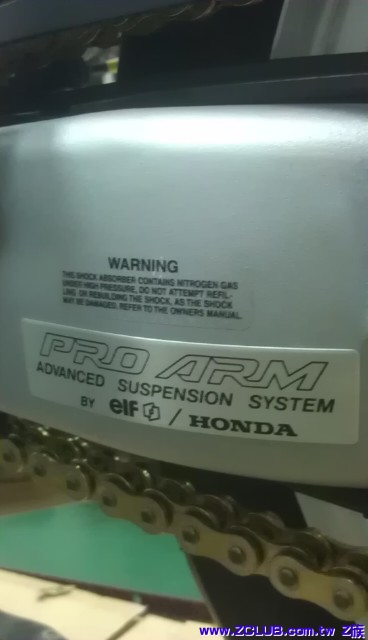 WARNING
THIS SHOCK ABSORBER CONTAINS NITROGEN GAS
UNDER HIGH PRESSURE. DO NOT ATTEMPT REFIL-
LING OR REBUILDING THE SHOCK, AS THE SHOCK
MAY BE DAMAGED. REFER TO THE OWNERS MANUAL.
PRO ARM
ADVANCED SUSPENSION SYSTEM
BY elf / HONDA
www.ZCLUB.com.tw Z族